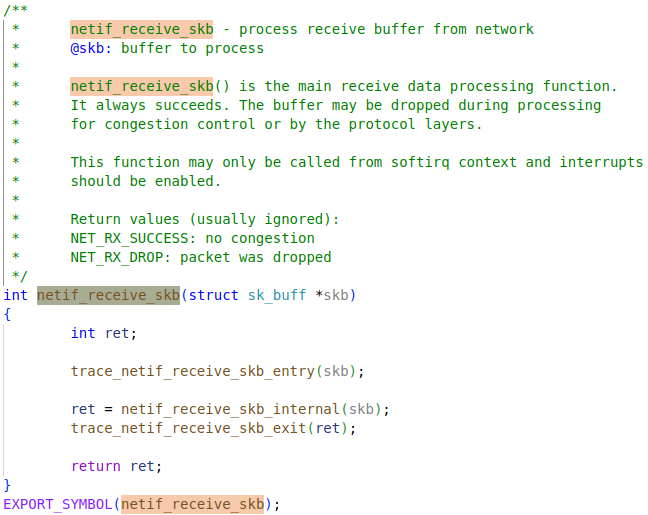 /**
 *	netif_receive_skb - process receive buffer from network
 *	@skb: buffer to process
 *
 *	netif_receive_skb() is the main receive data processing function.
 *	It always succeeds. The buffer may be dropped during processing
 *	for congestion control or by the protocol layers.
 *
 *	This function may only be called from softirq context and interrupts
 *	should be enabled.
 *
 *	Return values (usually ignored):
 *	NET_RX_SUCCESS: no congestion
 *	NET_RX_DROP: packet was dropped
 */
int netif_receive_skb(struct sk_buff *skb)
{
	int ret;

	trace_netif_receive_skb_entry(skb);

	ret = netif_receive_skb_internal(skb);
	trace_netif_receive_skb_exit(ret);

	return ret;
}
EXPORT_SYMBOL(netif_receive_skb);